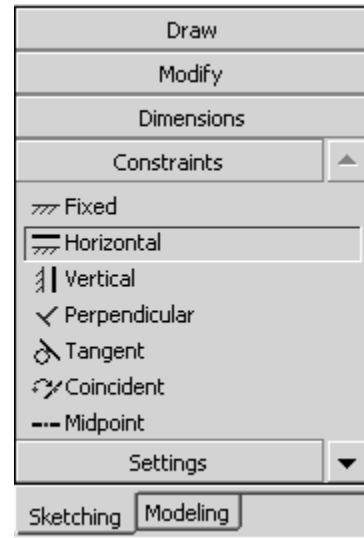 Draw
Modify
Dimensions
Constraints
Fixed
Horizontal
Vertical
Perpendicular
Tangent
Coincident
Midpoint
Settings
Sketching Modeling